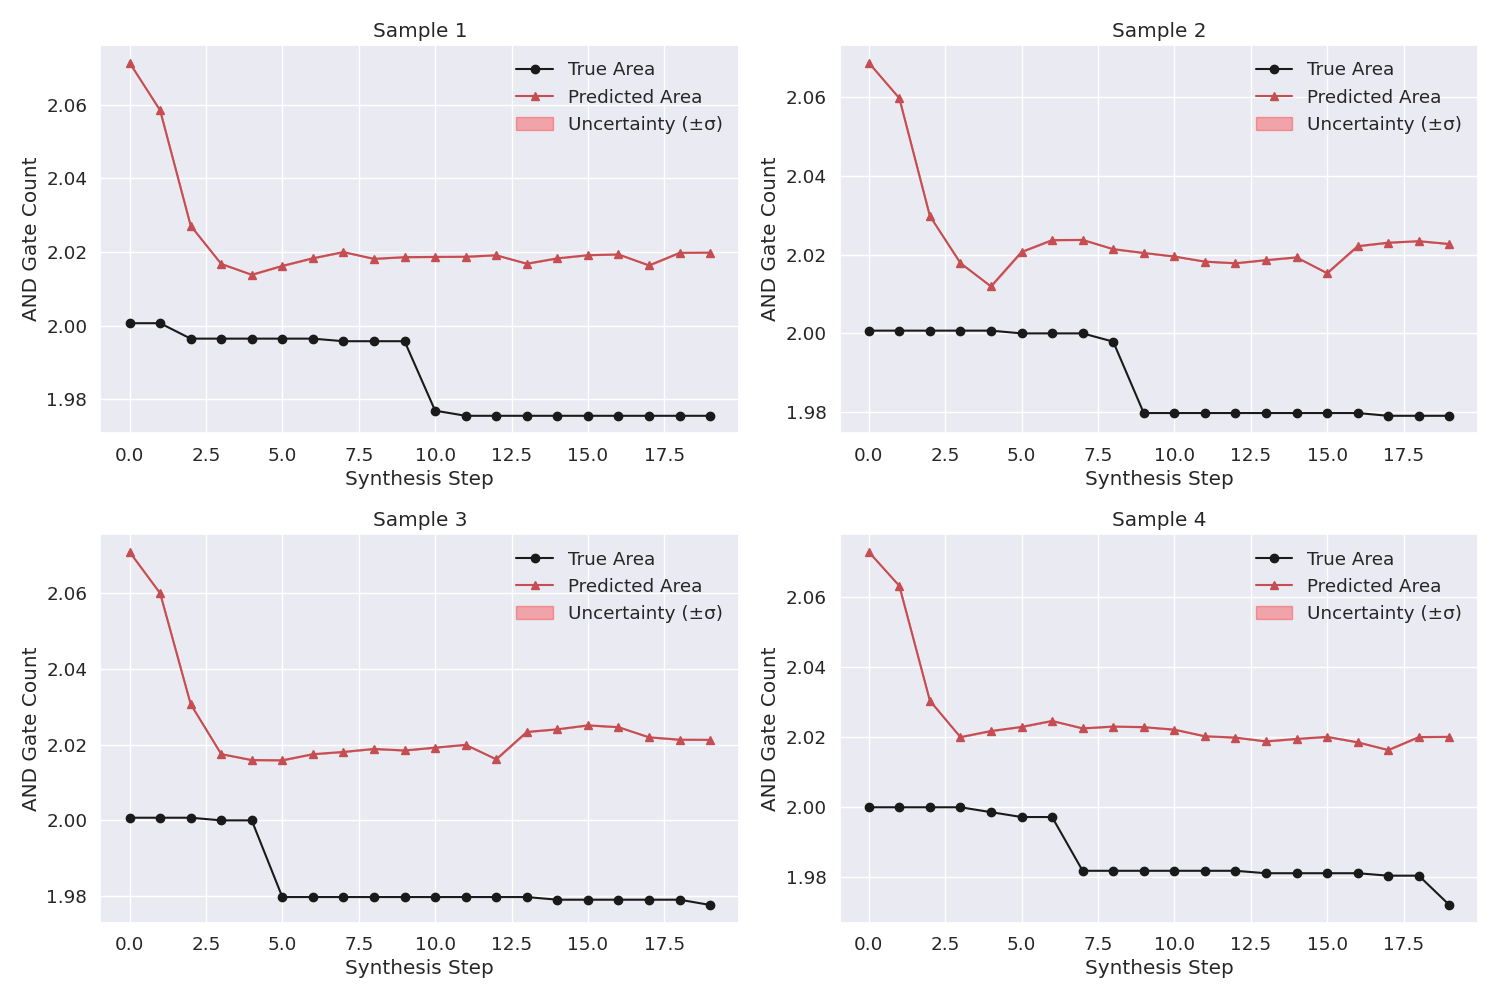 Sample 1
True Area
Predicted Area
Uncertainty (±σ)
AND Gate Count
2.06
2.04
2.02
2.00
1.98
0.0 2.5 5.0 7.5 10.0 12.5 15.0 17.5
Synthesis Step
Sample 2
True Area
Predicted Area
Uncertainty (±σ)
AND Gate Count
2.06
2.04
2.02
2.00
1.98
0.0 2.5 5.0 7.5 10.0 12.5 15.0 17.5
Synthesis Step
Sample 3
True Area
Predicted Area
Uncertainty (±σ)
AND Gate Count
2.06
2.04
2.02
2.00
1.98
0.0 2.5 5.0 7.5 10.0 12.5 15.0 17.5
Synthesis Step
Sample 4
True Area
Predicted Area
Uncertainty (±σ)
AND Gate Count
2.06
2.04
2.02
2.00
1.98
0.0 2.5 5.0 7.5 10.0 12.5 15.0 17.5
Synthesis Step